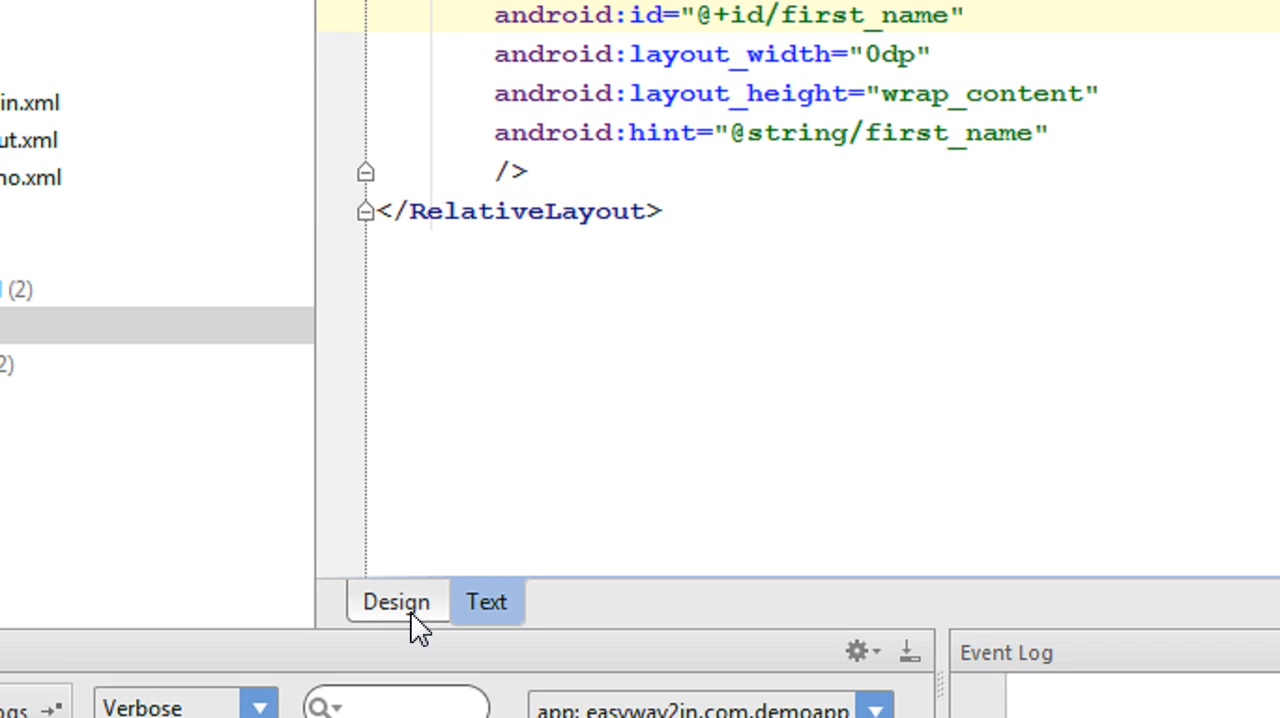 android:id="@+id/first_name"
android:layout_width="0dp"
android:layout_height="wrap_content"
android:hint="@string/first_name"
/>
</RelativeLayout>
in.xml
ut.xml
no.xml
(2)
2)
Design Text
Event Log
ogs Verbose app: easyway2in.com.demoapp